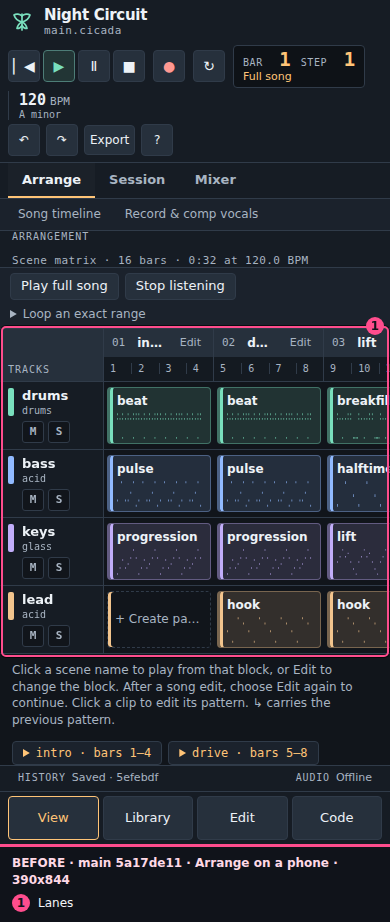 Night Circuit
main.cicada
BAR 1 STEP 1
Full song
120 BPM
A minor
Export ?
Arrange Session Mixer
Song timeline Record & comp vocals
ARRANGEMENT
Scene matrix · 16 bars · 0:32 at 120.0 BPM
Play full song Stop listening
Loop an exact range
1
01 in… Edit 02 d… Edit 03 lift
TRACKS 1 2 3 4 5 6 7 8 9 10
drums beat beat breakfil
drums
M S
bass pulse pulse halftime
acid
M S
keys progression progression lift
glass
M S
lead + Create pa… hook hook
acid
M S
Click a scene name to play from that block, or Edit to
change the block. After a song edit, choose Edit again to
continue. Click a clip to edit its pattern. ↳ carries the
previous pattern.
intro · bars 1–4 drive · bars 5–8
HISTORY Saved · 5efebdf AUDIO Offline
View Library Edit Code
BEFORE · main 5a17de11 · Arrange on a phone ·
390x844
1 Lanes